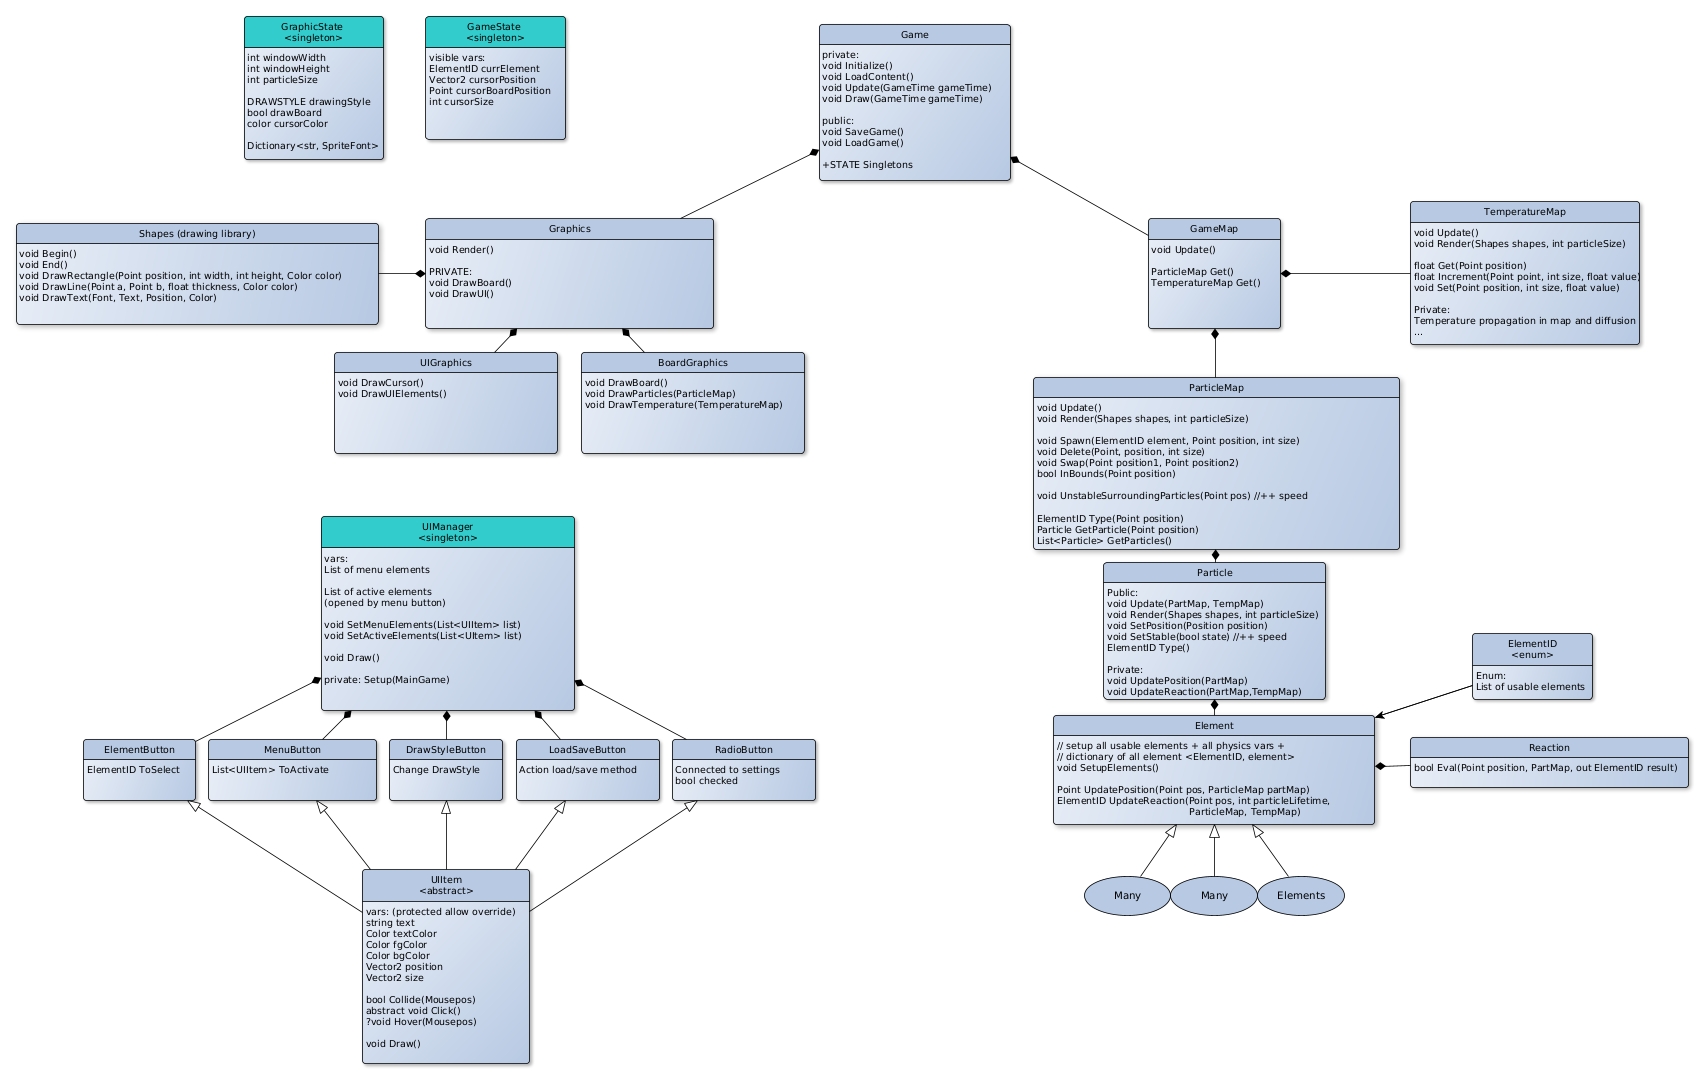 GraphicState
<singleton>
int windowWidth
int windowHeight
int particleSize
DRAWSTYLE drawingStyle
bool drawBoard
color cursorColor
Dictionary<str, SpriteFont>
GameState
<singleton>
visible vars:
ElementID currElement
Vector2 cursorPosition
Point cursorBoardPosition
int cursorSize
Game
private:
void Initialize()
void LoadContent()
void Update(GameTime gameTime)
void Draw(GameTime gameTime)
public:
void SaveGame()
void LoadGame()
+STATE Singletons
Shapes (drawing library)
void Begin()
void End()
void DrawRectangle(Point position, int width, int height, Color color)
void DrawLine(Point a, Point b, float thickness, Color color)
void DrawText(Font, Text, Position, Color)
Graphics
void Render()
PRIVATE:
void DrawBoard()
void DrawUI()
GameMap
void Update()
ParticleMap Get()
TemperatureMap Get()
TemperatureMap
void Update()
void Render(Shapes shapes, int particleSize)
float Get(Point position)
float Increment(Point point, int size, float value)
void Set(Point position, int size, float value)
Private:
Temperature propagation in map and diffusion
...
UIGraphics
void DrawCursor()
void DrawUIElements()
BoardGraphics
void DrawBoard()
void DrawParticles(ParticleMap)
void DrawTemperature(TemperatureMap)
ParticleMap
void Update()
void Render(Shapes shapes, int particleSize)
void Spawn(ElementID element, Point position, int size)
void Delete(Point, position, int size)
void Swap(Point position1, Point position2)
bool InBounds(Point position)
void UnstableSurroundingParticles(Point pos) //++ speed
ElementID Type(Point position)
Particle GetParticle(Point position)
List<Particle> GetParticles()
UIManager
<singleton>
vars:
List of menu elements
List of active elements
(opened by menu button)
void SetMenuElements(List<UIItem> list)
void SetActiveElements(List<UItem> list)
void Draw()
private: Setup(MainGame)
Particle
Public:
void Update(PartMap, TempMap)
void Render(Shapes shapes, int particleSize)
void SetPosition(Position position)
void SetStable(bool state) //++ speed
ElementID Type()
Private:
void UpdatePosition(PartMap)
void UpdateReaction(PartMap,TempMap)
ElementID
<enum>
Enum:
List of usable elements
ElementButton
ElementID ToSelect
MenuButton
List<UIItem> ToActivate
DrawStyleButton
Change DrawStyle
LoadSaveButton
Action load/save method
RadioButton
Connected to settings
bool checked
Element
// setup all usable elements + all physics vars +
// dictionary of all element <ElementID, element>
void SetupElements()
Point UpdatePosition(Point pos, ParticleMap partMap)
ElementID UpdateReaction(Point pos, int particleLifetime,
ParticleMap, TempMap)
Reaction
bool Eval(Point position, PartMap, out ElementID result)
Many
Many
Elements
UIItem
<abstract>
vars: (protected allow override)
string text
Color textColor
Color fgColor
Color bgColor
Vector2 position
Vector2 size
bool Collide(Mousepos)
abstract void Click()
?void Hover(Mousepos)
void Draw()